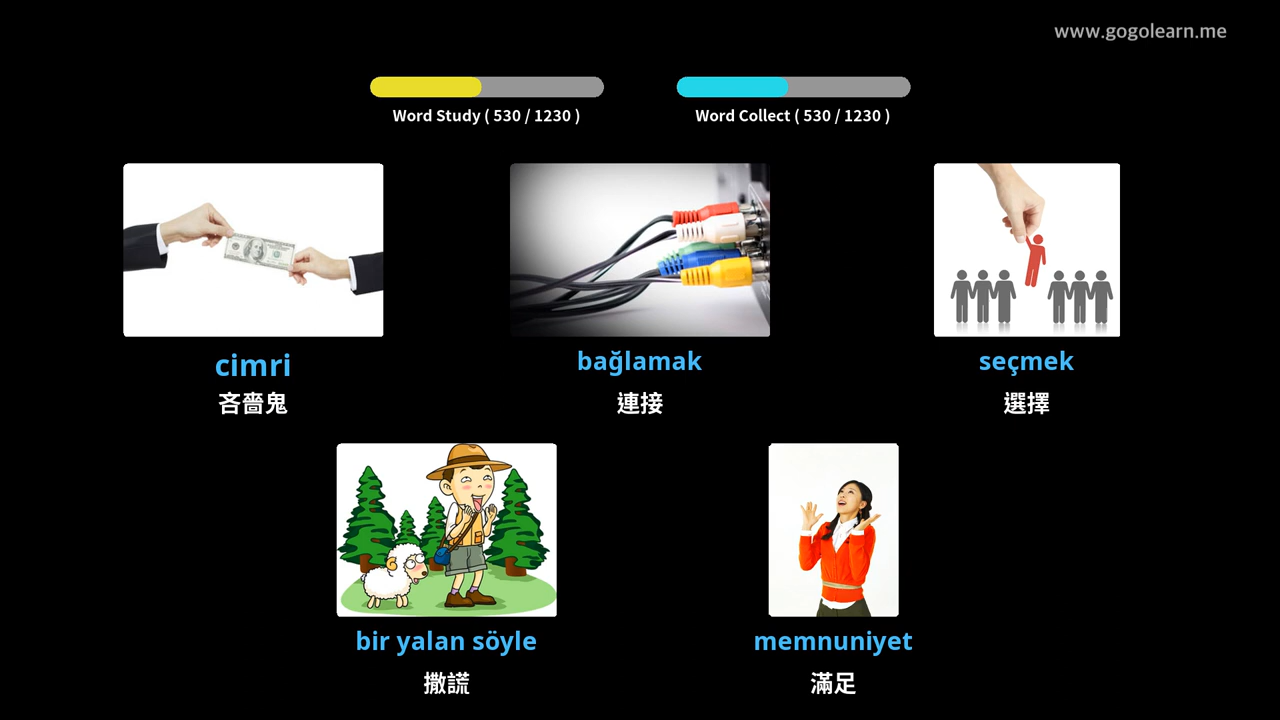 www.gogolearn.me
Word Study ( 530 / 1230 )
Word Collect ( 530 / 1230 )
cimri
吝嗇鬼
bağlamak
連接
seçmek
選擇
bir yalan söyle
撒謊
memnuniyet
滿足